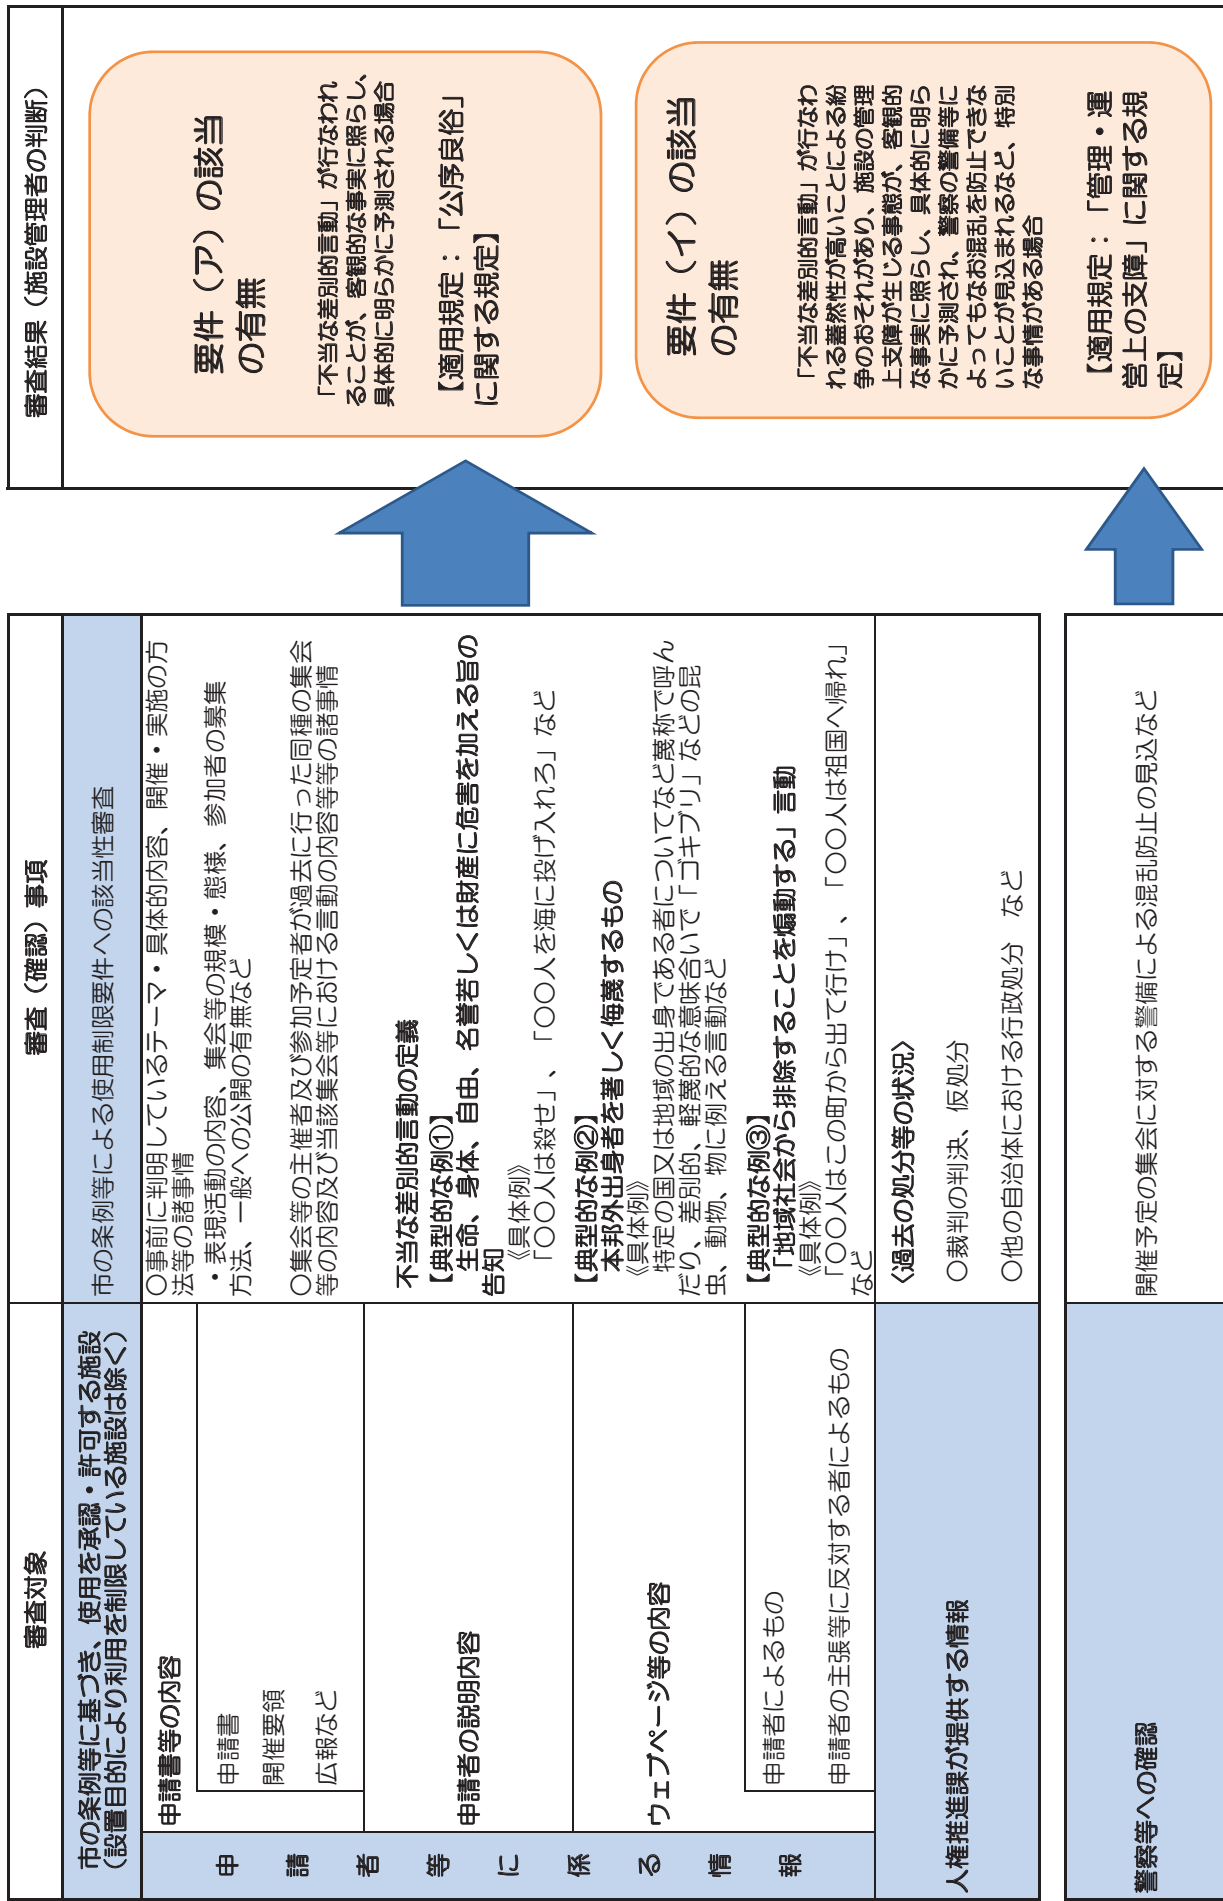 審査対象
審査（確認）事項
審査結果（施設管理者の判断）
市の条例等に基づき、使用を承認・許可する施設
（設置目的により利用を制限している施設は除く）
市の条例等による使用制限要件への該当性審査
申請者等に係る情報
申請書等の内容
申請書
開催要領
広報など
申請者の説明内容
ウェブページ等の内容
申請者によるもの
申請者の主張等に反対する者によるもの
〇事前に判明しているテーマ・具体的内容、開催・実施の方
法等の諸事情
・表現活動の内容、集会等の規模・態様、参加者の募集
方法、一般への公開の有無など
〇集会等の主催者及び参加予定者が過去に行った同種の集会
等の内容及び当該集会等における言動の内容等等の諸事情
不当な差別的言動の定義
【典型的な例①】
生命、身体、自由、名誉若しくは財産に危害を加える旨の
告知
《具体例》
「〇〇人は殺せ」、「〇〇人を海に投げ入れろ」など
【典型的な例②】
本邦外出身者を著しく侮蔑するもの
《具体例》
特定の国又は地域の出身である者についてなど蔑称で呼ん
だり、差別的、軽蔑的な意味合いで「ゴキブリ」などの昆
虫、動物、物に例える言動など
【典型的な例③】
「地域社会から排除することを煽動する」言動
《具体例》
「〇〇人はこの町から出て行け」、「〇〇人は祖国へ帰れ」
など
人権推進課が提供する情報
〈過去の処分等の状況〉
〇裁判の判決、仮処分
〇他の自治体における行政処分　など
警察等への確認
開催予定の集会に対する警備による混乱防止の見込など
要件（ア）の該当
の有無
「不当な差別的言動」が行なわれ
ることが、客観的な事実に照らし、
具体的に明らかに予測される場合
【適用規定：「公序良俗」
に関する規定】
要件（イ）の該当
の有無
「不当な差別的言動」が行なわ
れる蓋然性が高いことによる紛
争のおそれがあり、施設の管理
上支障が生じる事態が、客観的
な事実に照らし、具体的に明ら
かに予測され、警察の警備等に
よってもなお混乱を防止できな
いことが見込まれるなど、特別
な事情がある場合
【適用規定：「管理・運
営上の支障」に関する規
定】